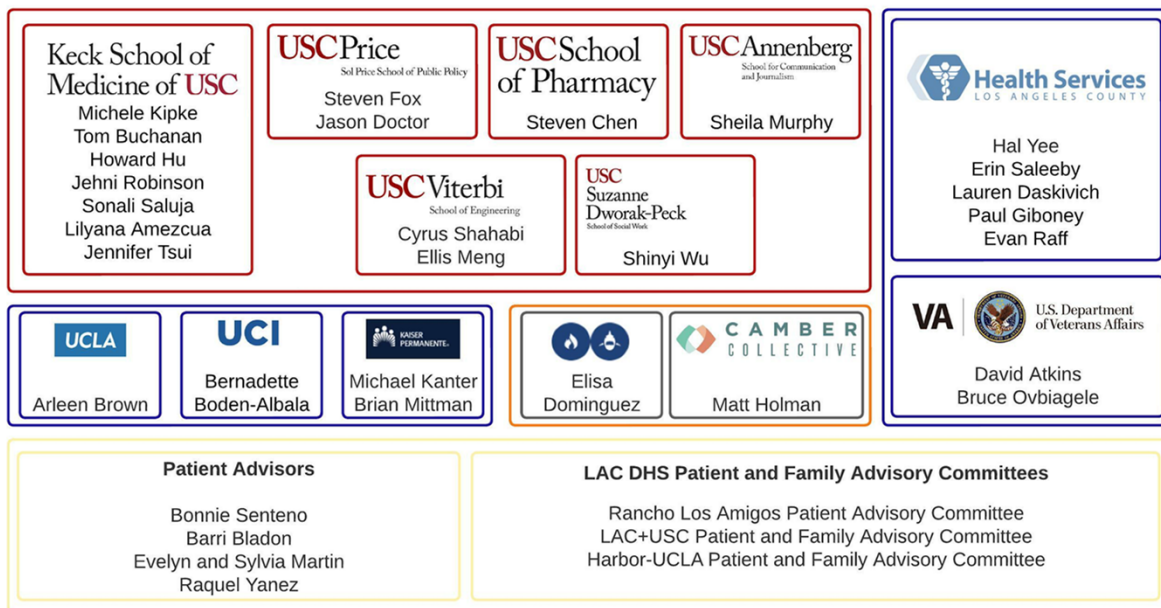 Keck School of
Medicine of USC
Michele Kipke
Tom Buchanan
Howard Hu
Jehni Robinson
Sonali Saluja
Lilyana Amezcua
Jennifer Tsui
USC Price
Sol Price School of Public Policy
Steven Fox
Jason Doctor
USC School
of Pharmacy
Steven Chen
USC Annenberg
School for Communication
and Journalism
Sheila Murphy
USC Viterbi
School of Engineering
Cyrus Shahabi
Ellis Meng
USC
Suzanne
Dworak-Peck
School of Social Work
Shinyi Wu
Health Services
LOS ANGELES COUNTY
Hal Yee
Erin Saleeby
Lauren Daskivich
Paul Giboney
Evan Raff
UCLA
Arleen Brown
UCI
Bernadette
Boden-Albala
KAISER
PERMANENTE.
Michael Kanter
Brian Mittman
Elisa
Dominguez
CAMBER
COLLECTIVE
Matt Holman
VA
U.S. Department
of Veterans Affairs
David Atkins
Bruce Ovbiagele
Patient Advisors
Bonnie Senteno
Barri Bladon
Evelyn and Sylvia Martin
Raquel Yanez
LAC DHS Patient and Family Advisory Committees
Rancho Los Amigos Patient Advisory Committee
LAC+USC Patient and Family Advisory Committee
Harbor-UCLA Patient and Family Advisory Committee